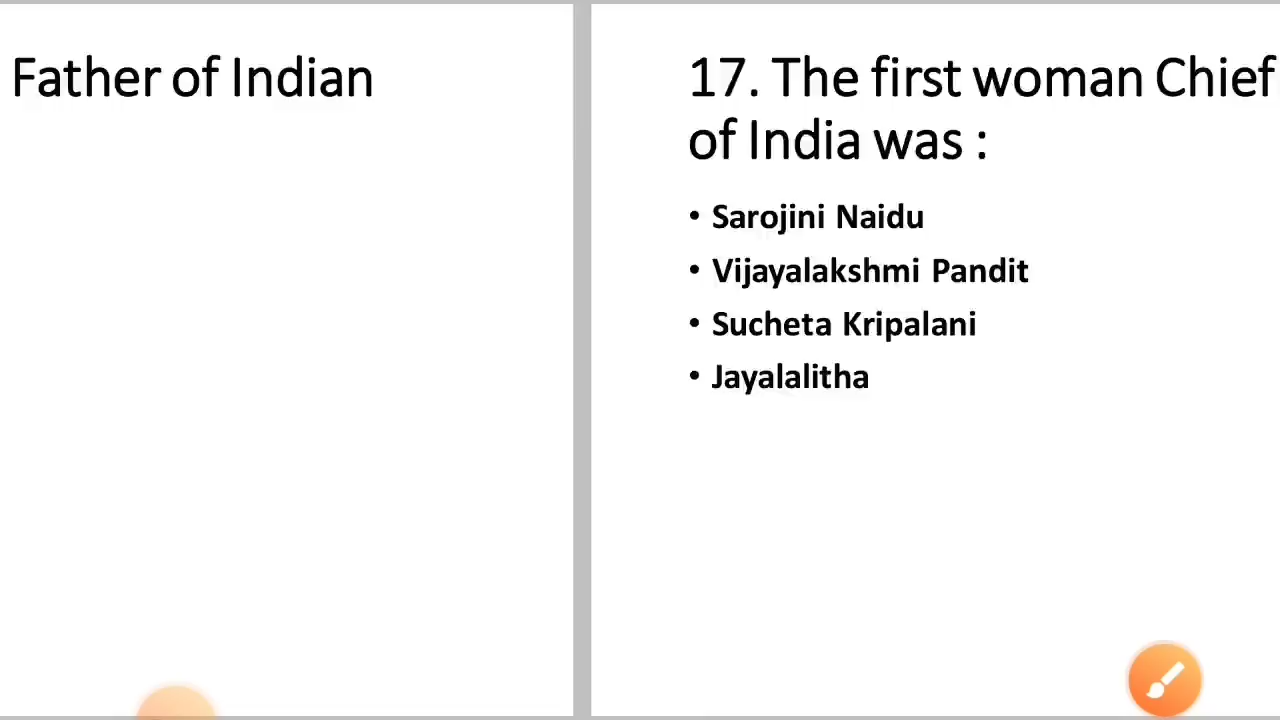 Father of Indian
17. The first woman Chief
of India was :
• Sarojini Naidu
• Vijayalakshmi Pandit
• Sucheta Kripalani
• Jayalalitha